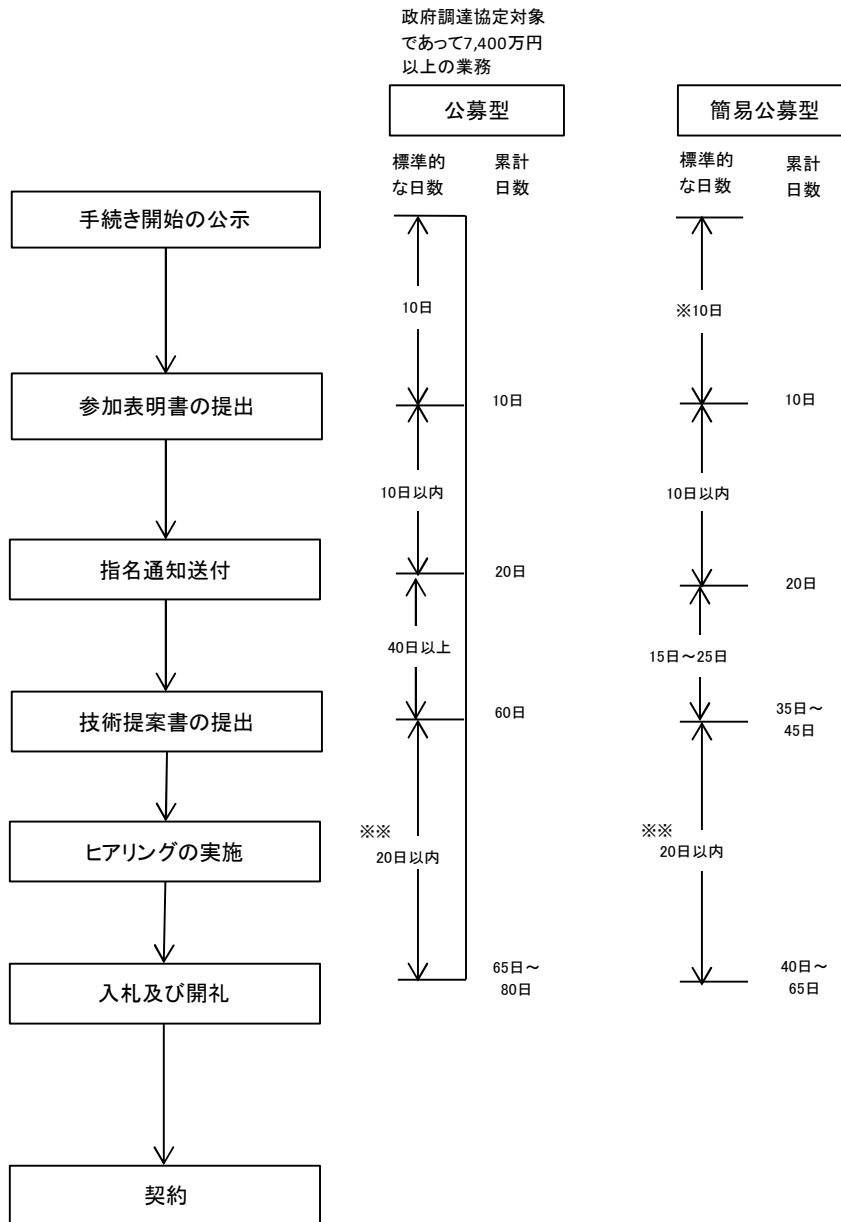 政府調達協定対象
であって7,400万円
以上の業務
公募型
簡易公募型
標準的
な日数
累計
日数
標準的
な日数
累計
日数
手続き開始の公示
10日
※10日
参加表明書の提出
10日
10日
10日以内
10日以内
指名通知送付
20日
20日
40日以上
15日～25日
技術提案書の提出
60日
35日～
45日
ヒアリングの実施
※※
20日以内
※※
20日以内
入札及び開札
65日～
80日
40日～
65日
契約